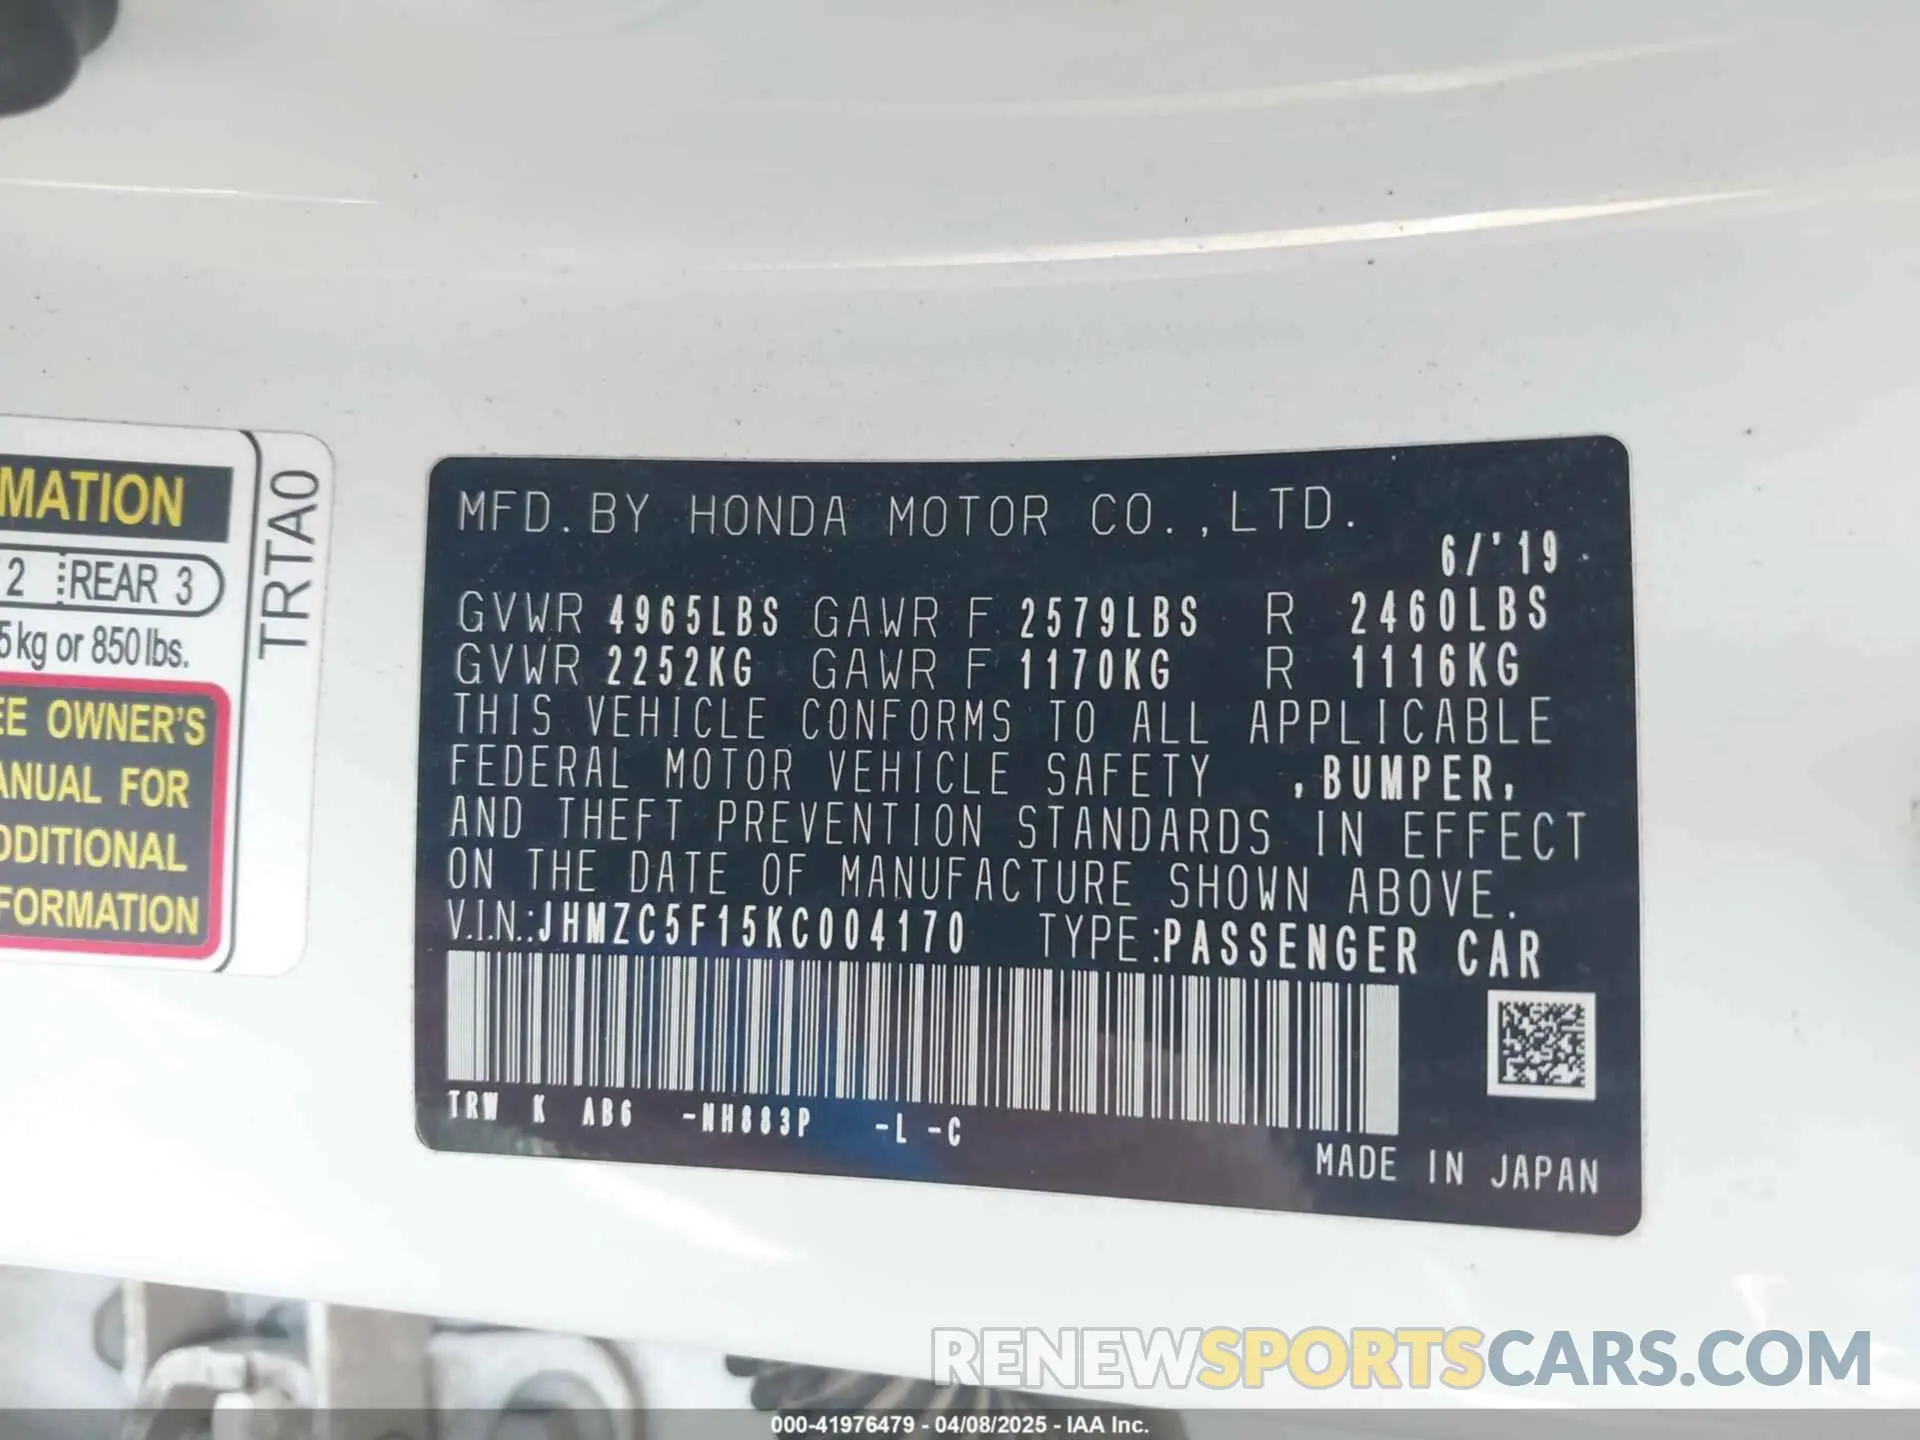 MATION
2 REAR 3
5kg or 850 lbs.
EE OWNER'S
ANUAL FOR
DDITIONAL
FORMATION
TRTA0
MFD. BY HONDA MOTOR CO.,LTD.
6/'19
GVWR 4965LBS GAWR F 2579LBS R 2460LBS
GVWR 2252KG GAWR F 1170KG R 1116KG
THIS VEHICLE CONFORMS TO ALL APPLICABLE
FEDERAL MOTOR VEHICLE SAFETY ,BUMPER,
AND THEFT PREVENTION STANDARDS IN EFFECT
ON THE DATE OF MANUFACTURE SHOWN ABOVE.
V.I.N.:JHMZC5F15KC004170 TYPE:PASSENGER CAR
TRW K AB6 -NH883P -L -C
MADE IN JAPAN
RENEWSPORTSCARS.COM
000-41976479 - 04/08/2025 - IAA Inc.